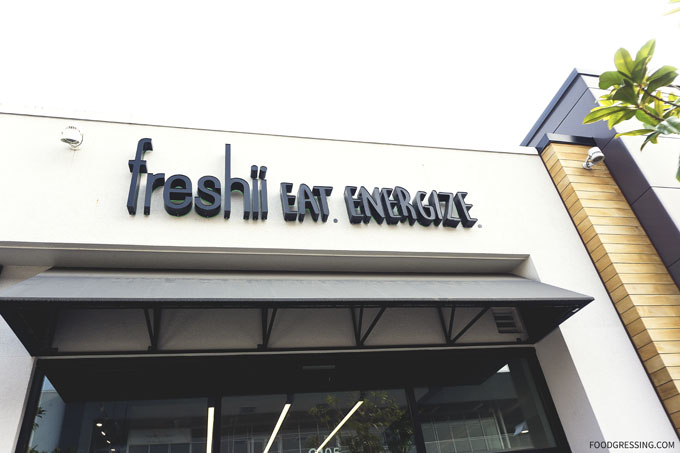 freshii EAT. ENERGIZE.
FOODGRESSING.COM